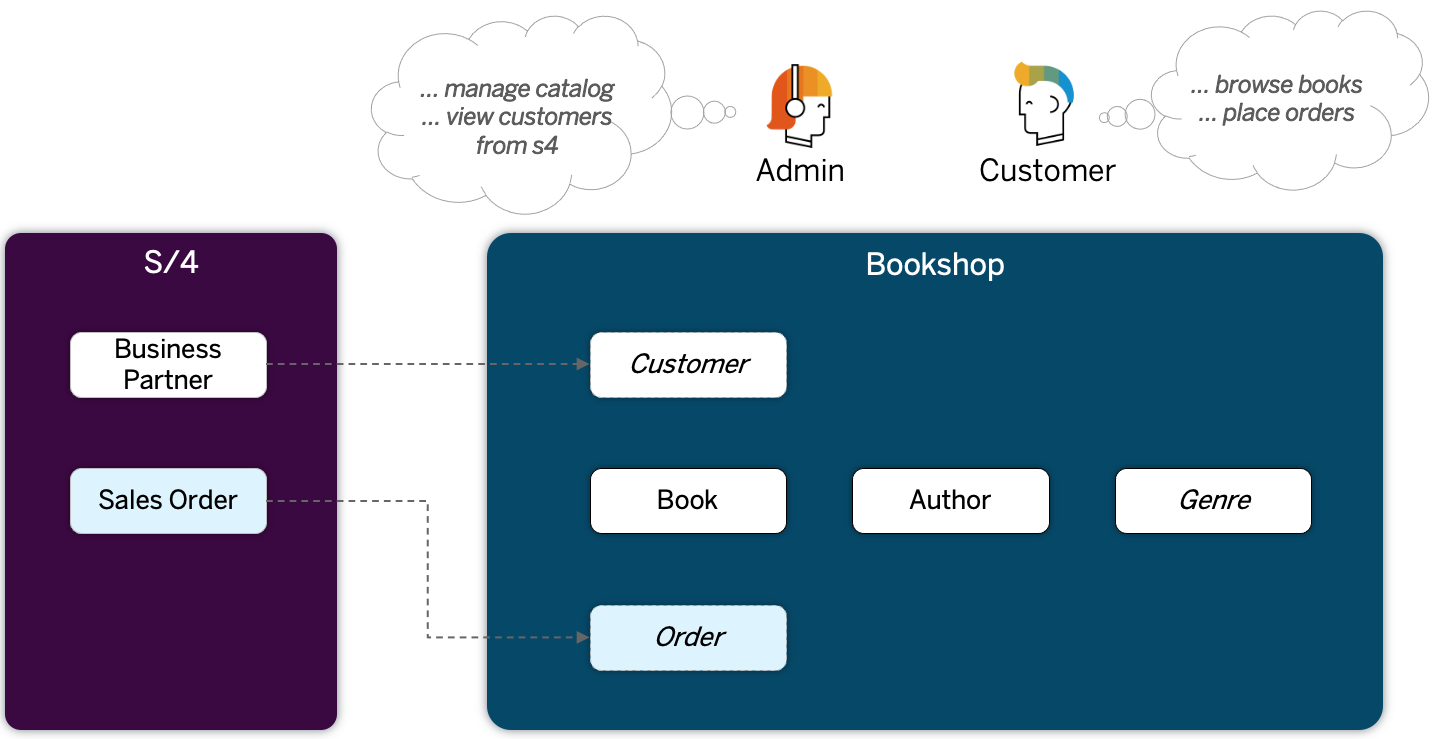 ... manage catalog
... view customers
from s4
Admin
Customer
... browse books
... place orders
S/4
Business
Partner
Sales Order
Bookshop
Customer
Book
Author
Genre
Order